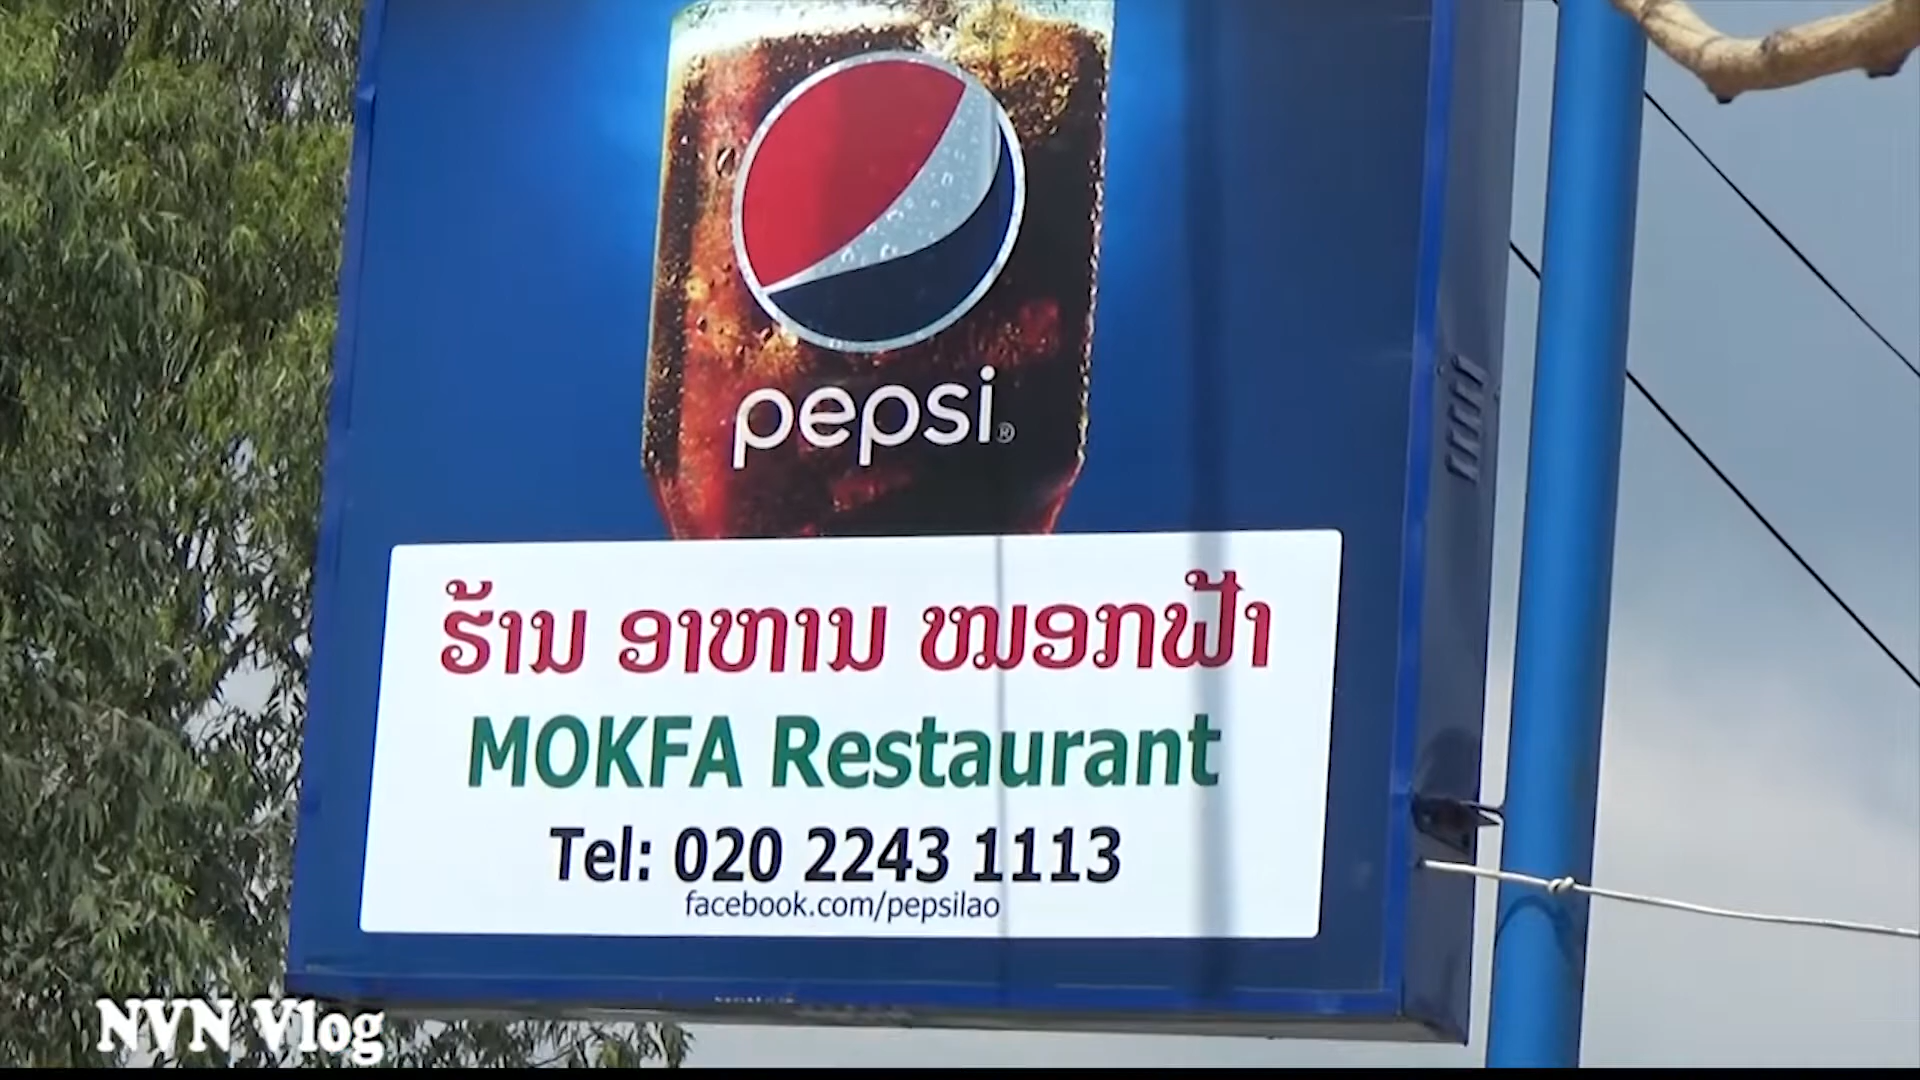 pepsi®
ຮ້ານ ອາຫານ ໝອກຟ້າ
MOKFA Restaurant
Tel: 020 2243 1113
facebook.com/pepsilao
NVN Vlog